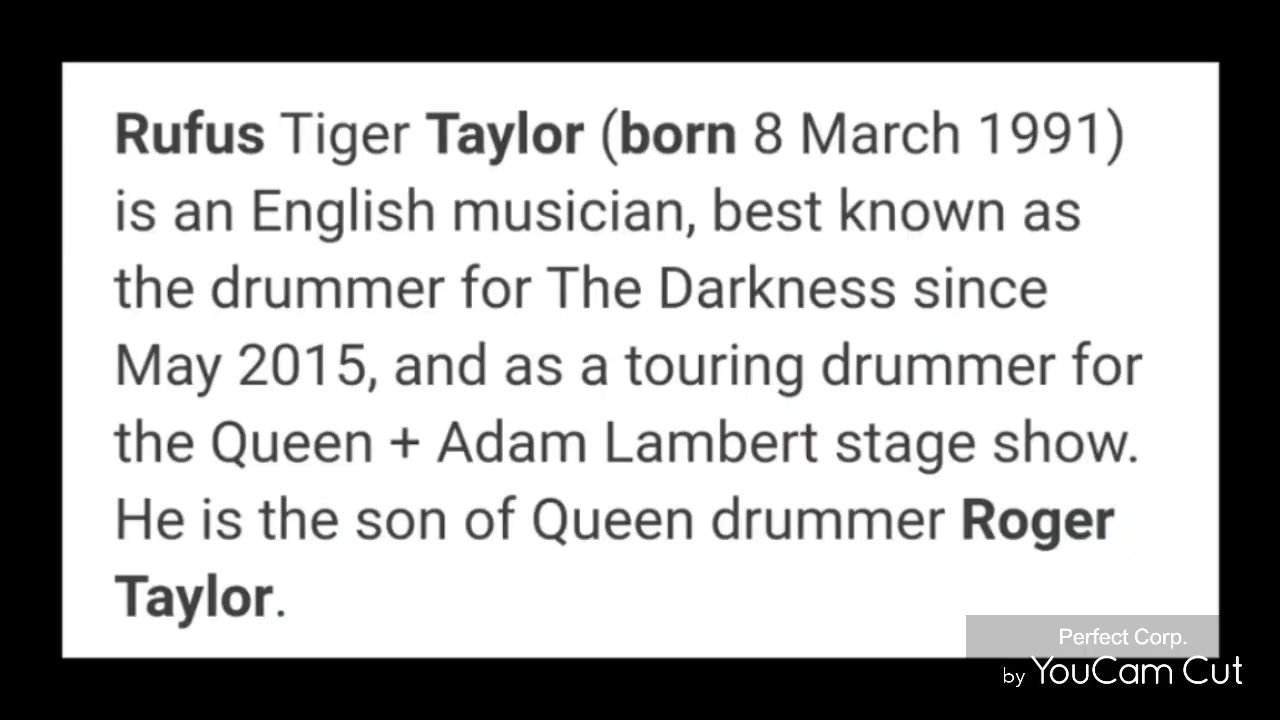 Rufus Tiger Taylor (born 8 March 1991)
is an English musician, best known as
the drummer for The Darkness since
May 2015, and as a touring drummer for
the Queen + Adam Lambert stage show.
He is the son of Queen drummer Roger
Taylor.
Perfect Corp.
by YouCam Cut